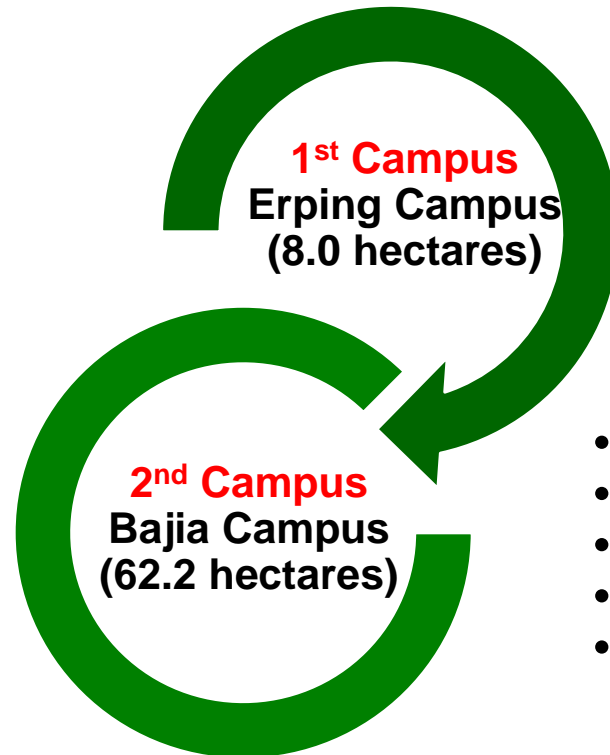 1st Campus
Erping Campus
(8.0 hectares)
2nd Campus
Bajia Campus
(62.2 hectares)
•
•
•
•
•